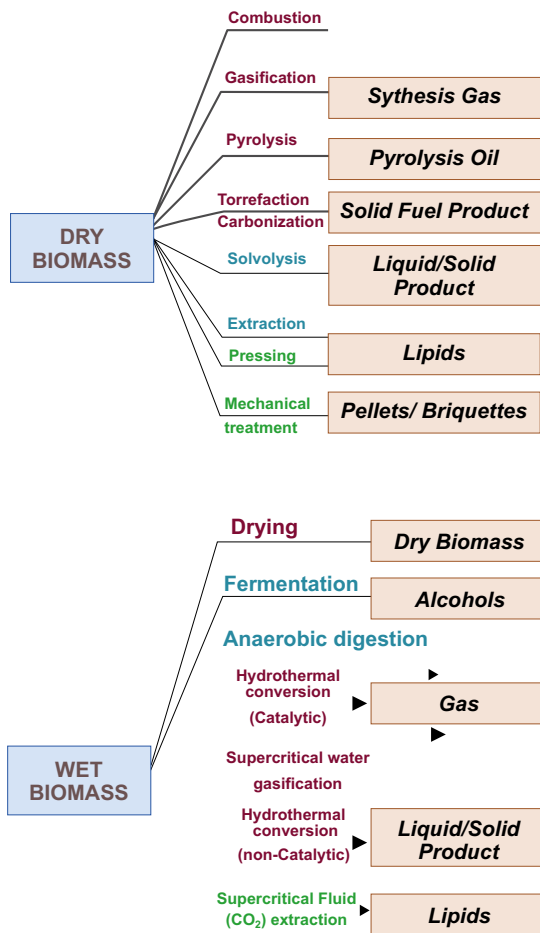 Combustion
Gasification
Sythesis Gas
Pyrolysis
Pyrolysis Oil
Torrefaction
Carbonization
Solid Fuel Product
DRY
BIOMASS
Solvolysis
Liquid/Solid
Product
Extraction
Pressing
Lipids
Mechanical
treatment
Pellets/ Briquettes
Drying
Dry Biomass
Fermentation
Alcohols
Anaerobic digestion
Hydrothermal
conversion
(Catalytic)
Gas
WET
BIOMASS
Supercritical water
gasification
Hydrothermal
conversion
(non-Catalytic)
Liquid/Solid
Product
Supercritical Fluid
(CO₂) extraction
Lipids